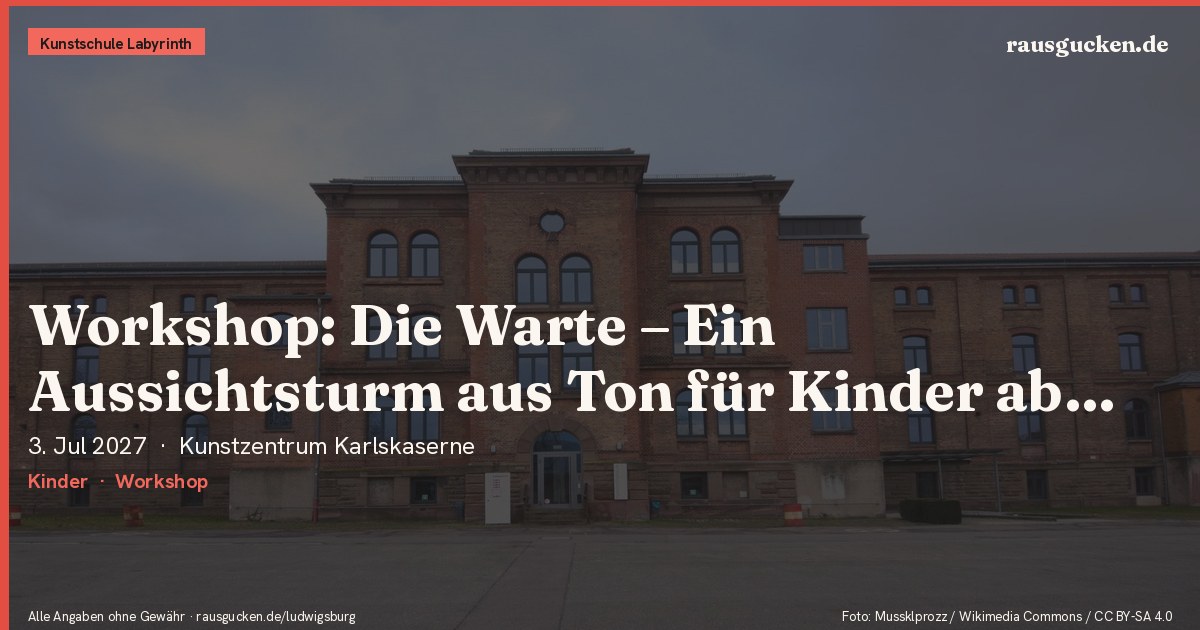 Kunstschule Labyrinth
rausgucken.de
Workshop: Die Warte – Ein
Aussichtsturm aus Ton für Kinder ab…
3. Jul 2027 · Kunstzentrum Karlskaserne
Kinder · Workshop
Alle Angaben ohne Gewähr · rausgucken.de/ludwigsburg
Foto: Mussklprozz / Wikimedia Commons / CC BY-SA 4.0